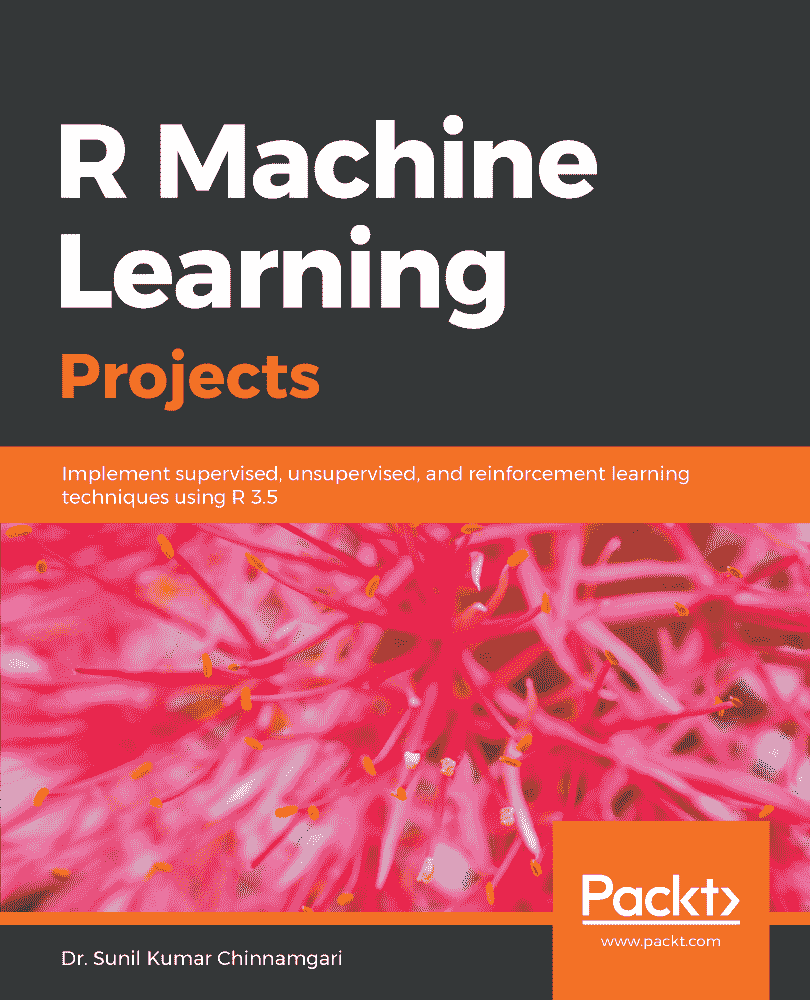 R Machine
Learning
Projects
Implement supervised, unsupervised, and reinforcement learning
techniques using R 3.5
Packt>
www.packt.com
Dr. Sunil Kumar Chinnamgari